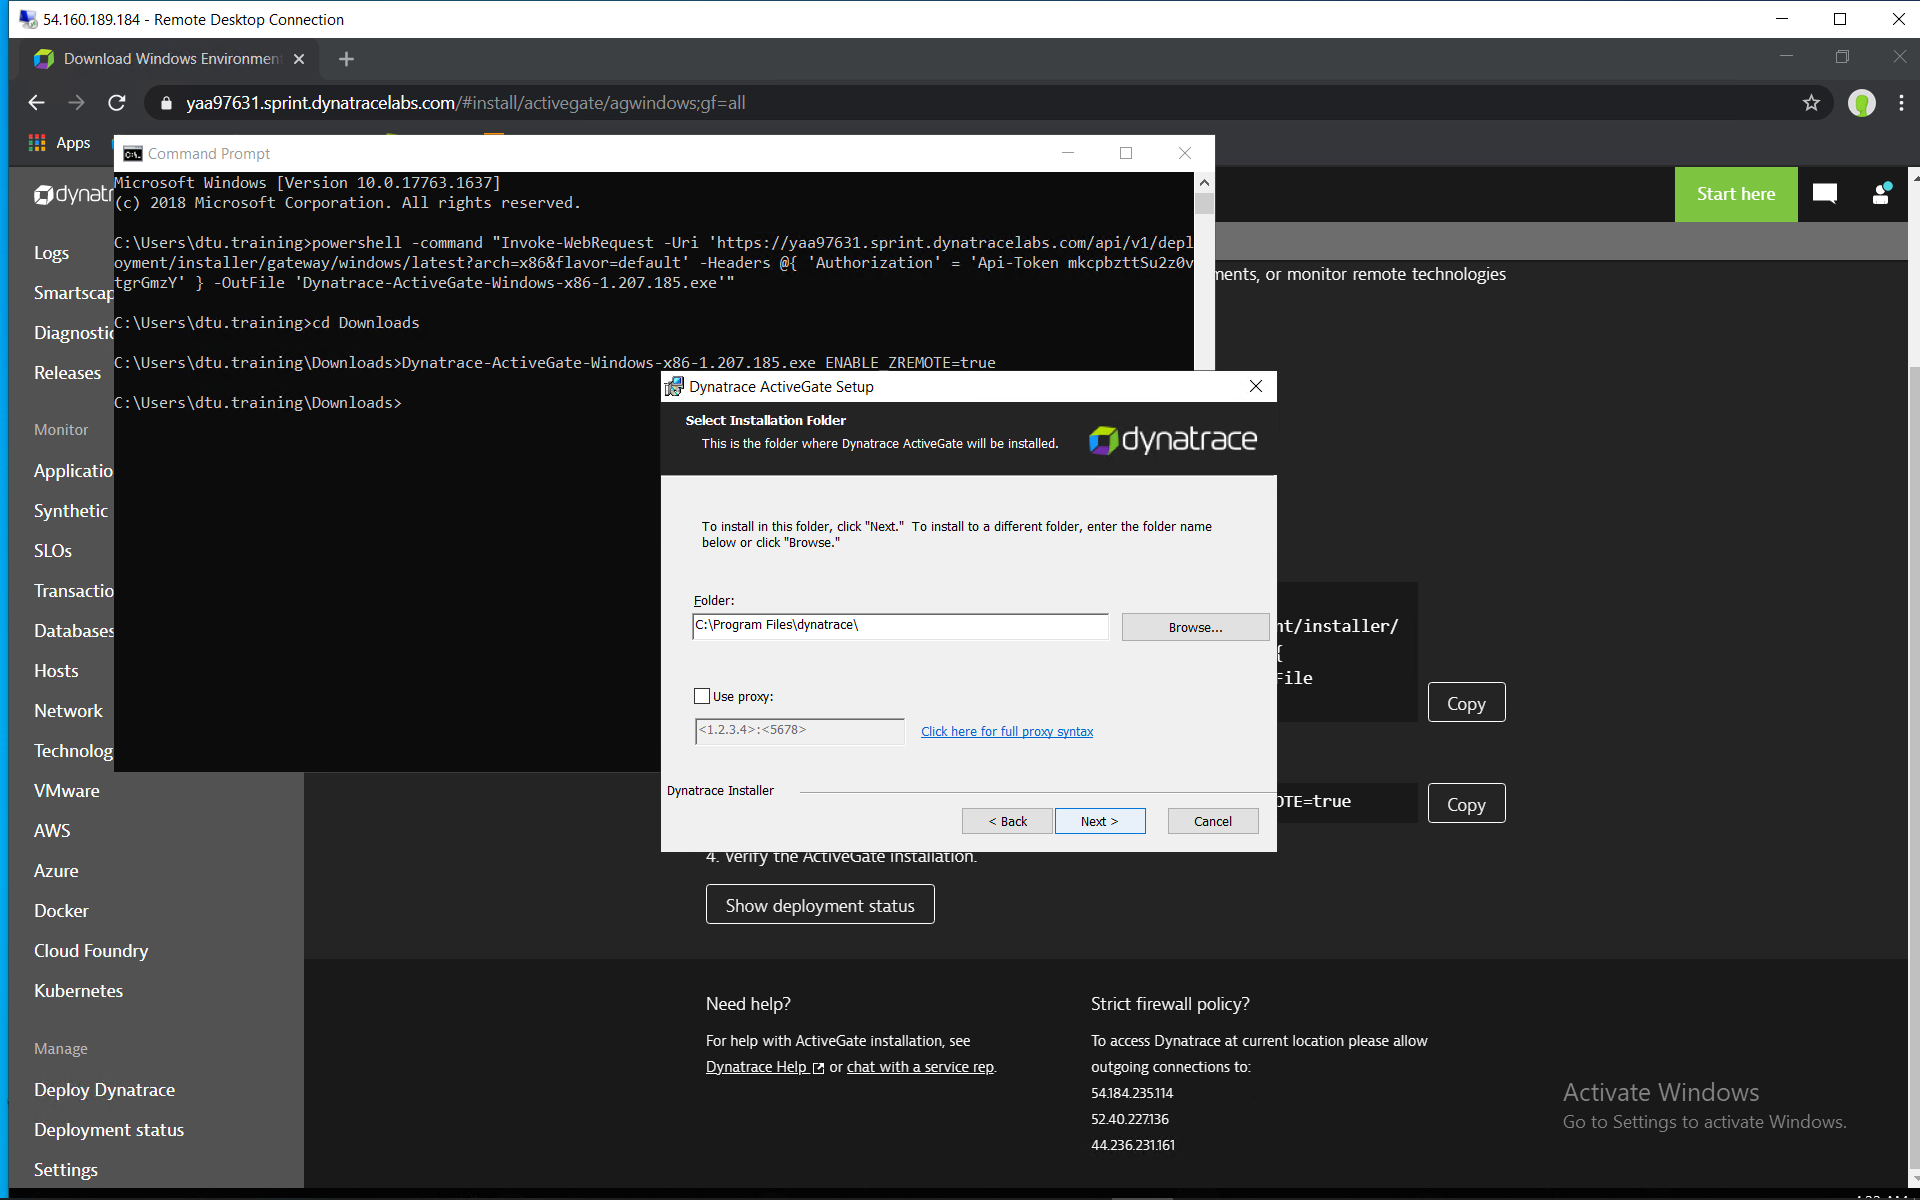 54.160.189.184 - Remote Desktop Connection
Download Windows Environmen
yaa97631.sprint.dynatracelabs.com/#install/activegate/agwindows;gf=all
Apps
Command Prompt
Microsoft Windows [Version 10.0.17763.1637]
(c) 2018 Microsoft Corporation. All rights reserved.
C:\Users\dtu.training>powershell -command "Invoke-WebRequest -Uri 'https://yaa97631.sprint.dynatracelabs.com/api/v1/depl
oyment/installer/gateway/windows/latest?arch=x86&flavor=default' -Headers @{ 'Authorization' = 'Api-Token mkcpbzttSu2z0v
tgrGmzY' } -OutFile 'Dynatrace-ActiveGate-Windows-x86-1.207.185.exe'"
C:\Users\dtu.training>cd Downloads
C:\Users\dtu.training\Downloads>Dynatrace-ActiveGate-Windows-x86-1.207.185.exe ENABLE_ZREMOTE=true
C:\Users\dtu.training\Downloads>
dynatr
Logs
Smartscap
Diagnostic
Releases
Monitor
Applicatio
Synthetic
SLOs
Transactio
Databases
Hosts
Network
Technolog
VMware
AWS
Azure
Docker
Cloud Foundry
Kubernetes
Manage
Deploy Dynatrace
Deployment status
Settings
Start here
ments, or monitor remote technologies
Dynatrace ActiveGate Setup
Select Installation Folder
This is the folder where Dynatrace ActiveGate will be installed.
dynatrace
To install in this folder, click "Next." To install to a different folder, enter the folder name
below or click "Browse."
Folder:
C:\Program Files\dynatrace\
Browse...
Use proxy:
<1.2.3.4>:<5678>
Click here for full proxy syntax
Dynatrace Installer
< Back
Next >
Cancel
nt/installer/
{
File
Copy
OTE=true
Copy
4. Verify the ActiveGate installation.
Show deployment status
Need help?
For help with ActiveGate installation, see
Dynatrace Help or chat with a service rep.
Strict firewall policy?
To access Dynatrace at current location please allow
outgoing connections to:
54.184.235.114
52.40.227.136
44.236.231.161
Activate Windows
Go to Settings to activate Windows.